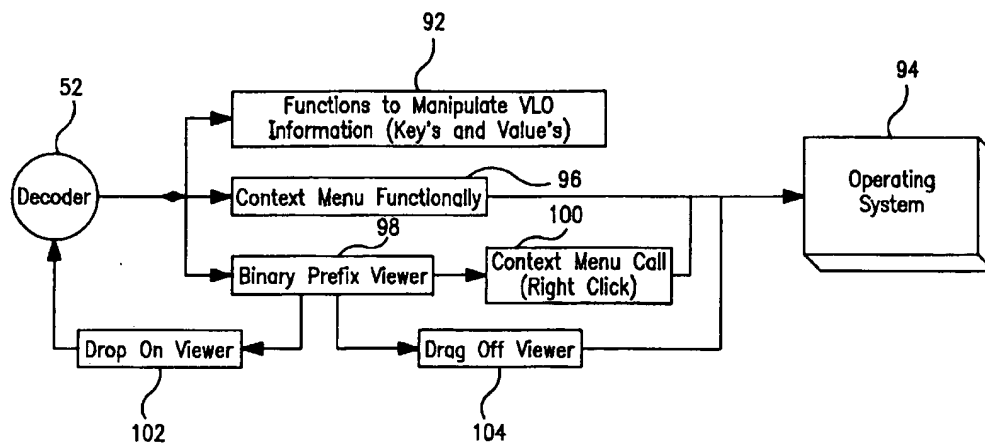 92
52
94
Functions to Manipulate VLO
Information (Key's and Value's)
Decoder
96
Operating
System
Context Menu Functionally
98
100
Binary Prefix Viewer
Context Menu Call
(Right Click)
Drop On Viewer
Drag Off Viewer
102
104